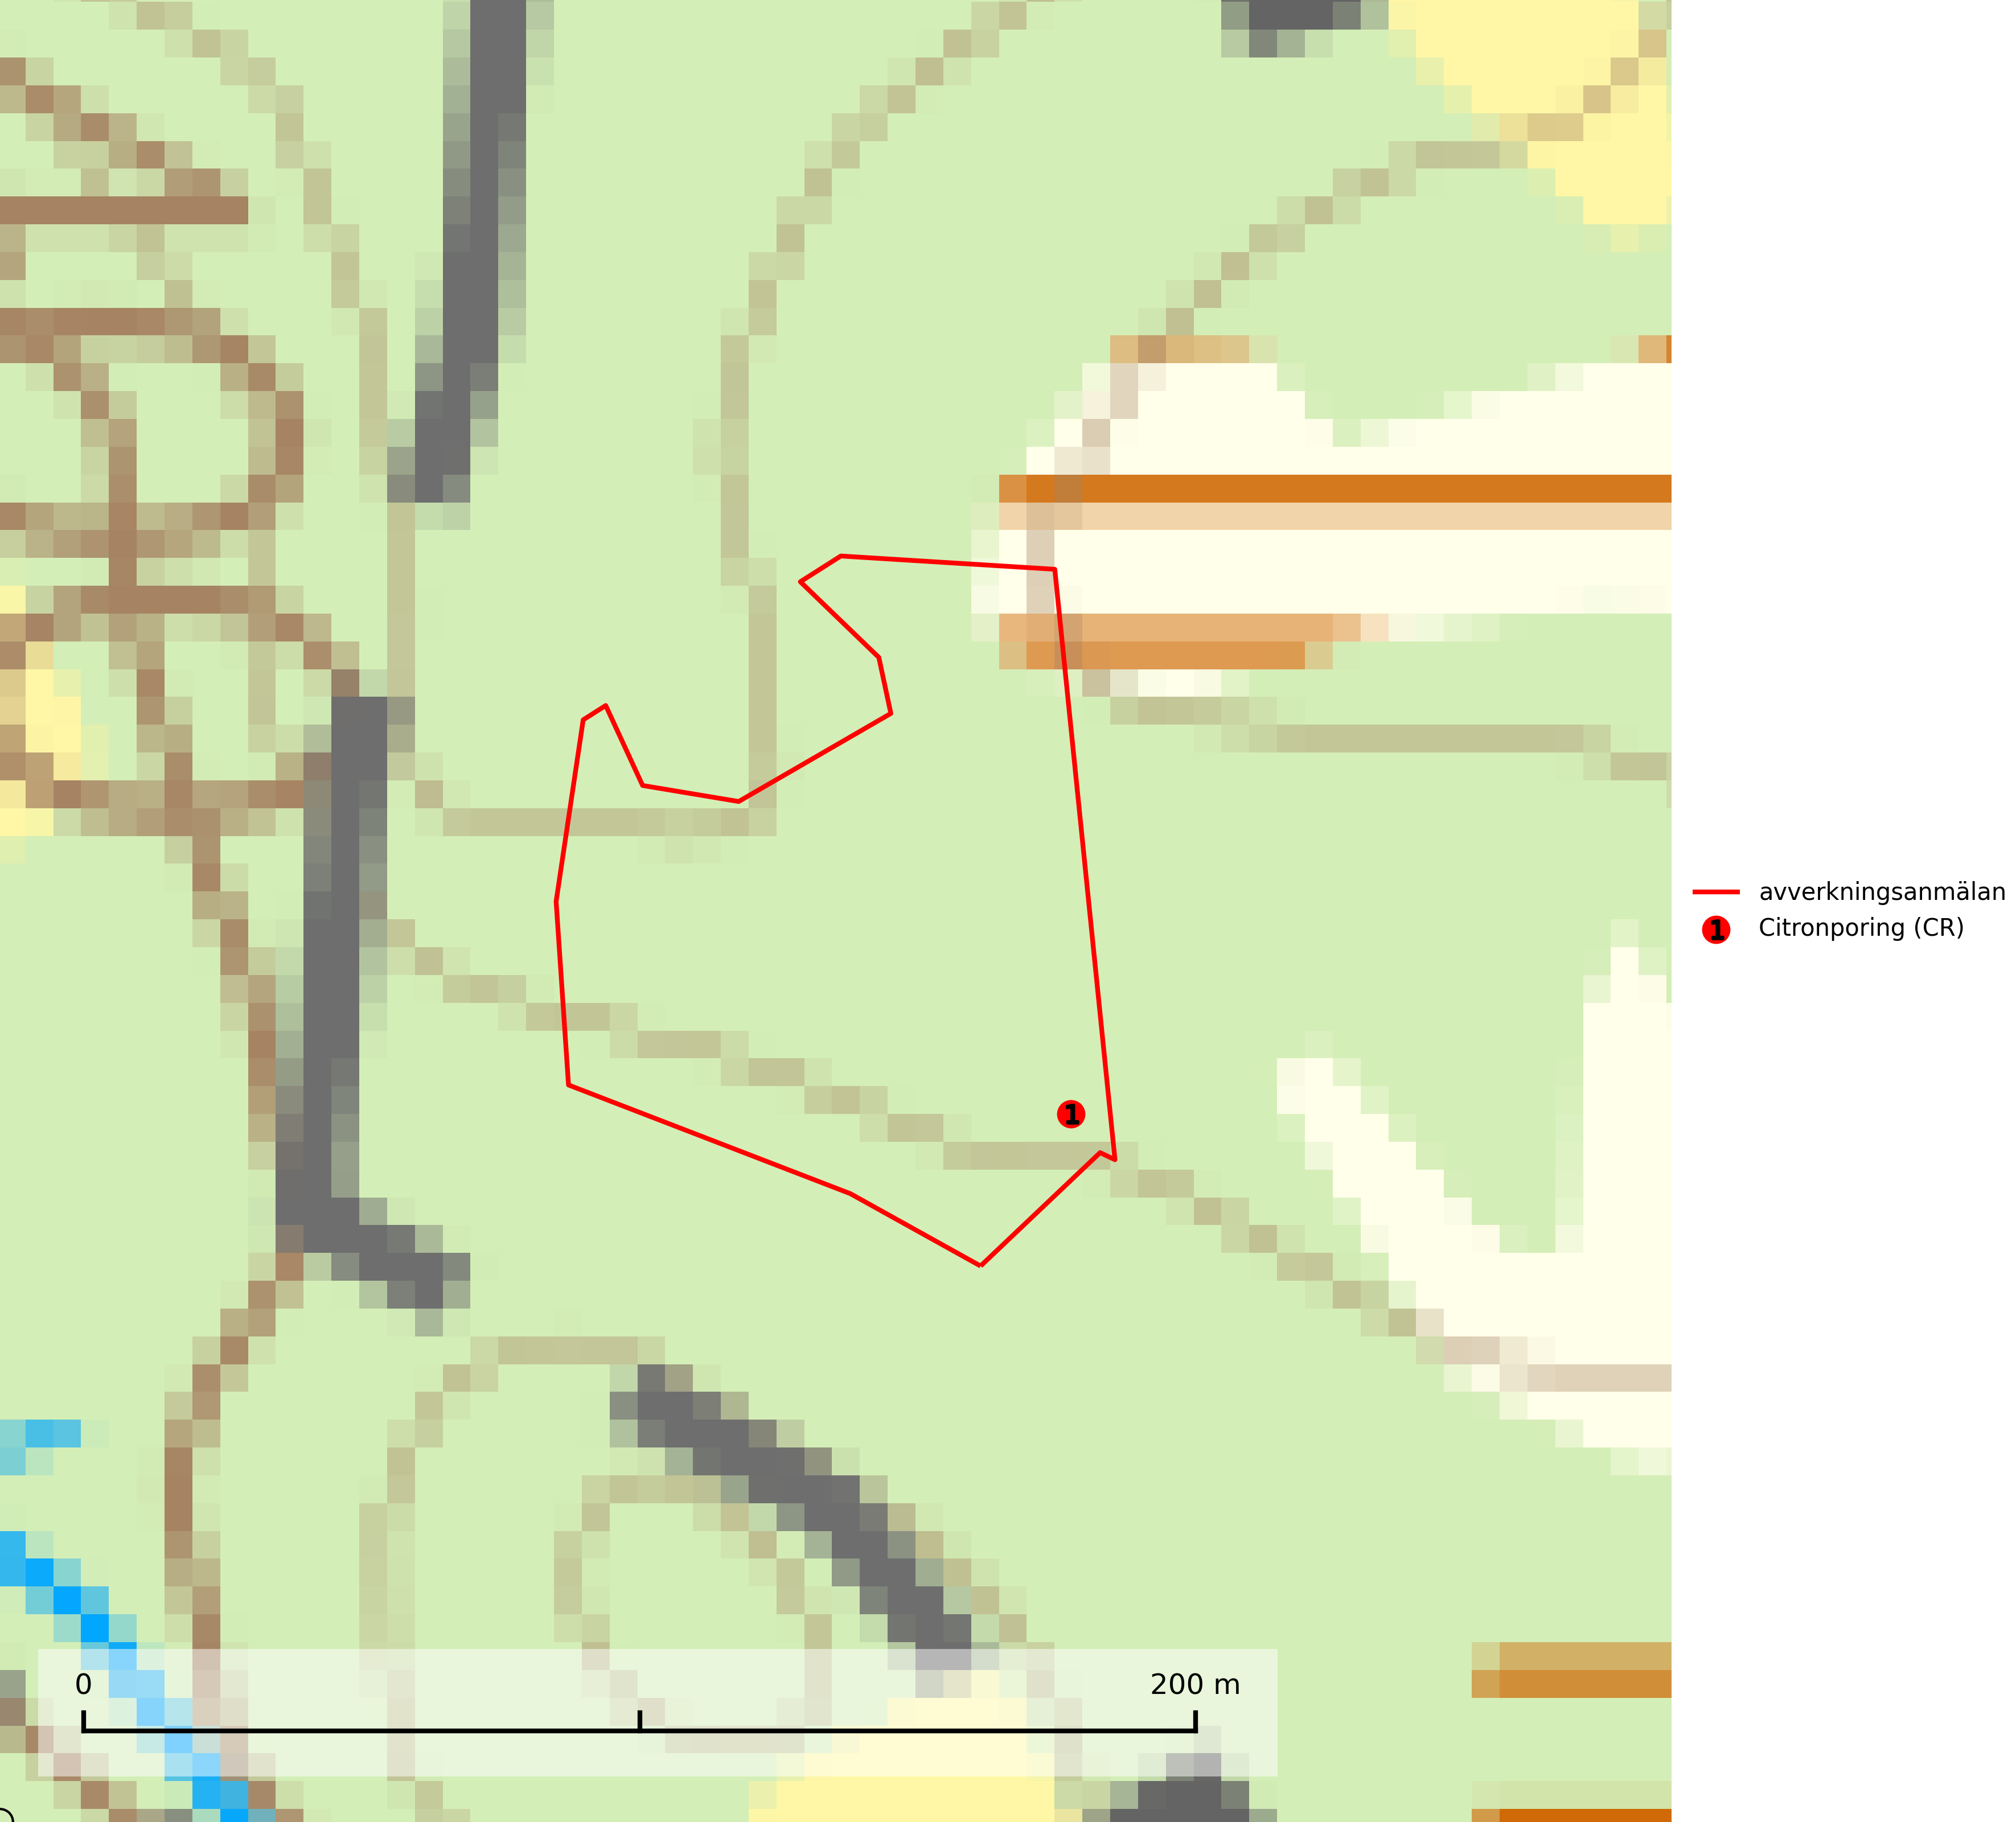 avverkningsanmälan
1 Citronporing (CR)
1
0 200 m